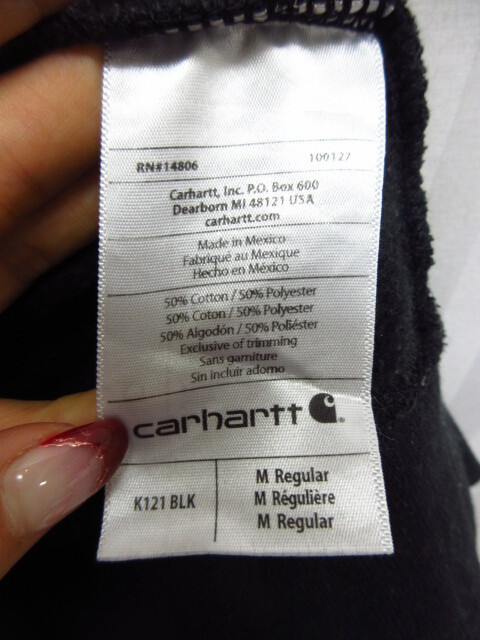 RN#14806 100127
Carhartt, Inc. P.O. Box 600
Dearborn MI 48121 USA
carhartt.com
Made in Mexico
Fabriqué au Mexique
Hecho en México
50% Cotton / 50% Polyester
50% Coton / 50% Polyester
50% Algodón / 50% Poliéster
Exclusive of trimming
Sans garniture
Sin incluir adorno
carhartt
K121 BLK
M Regular
M Régulière
M Regular